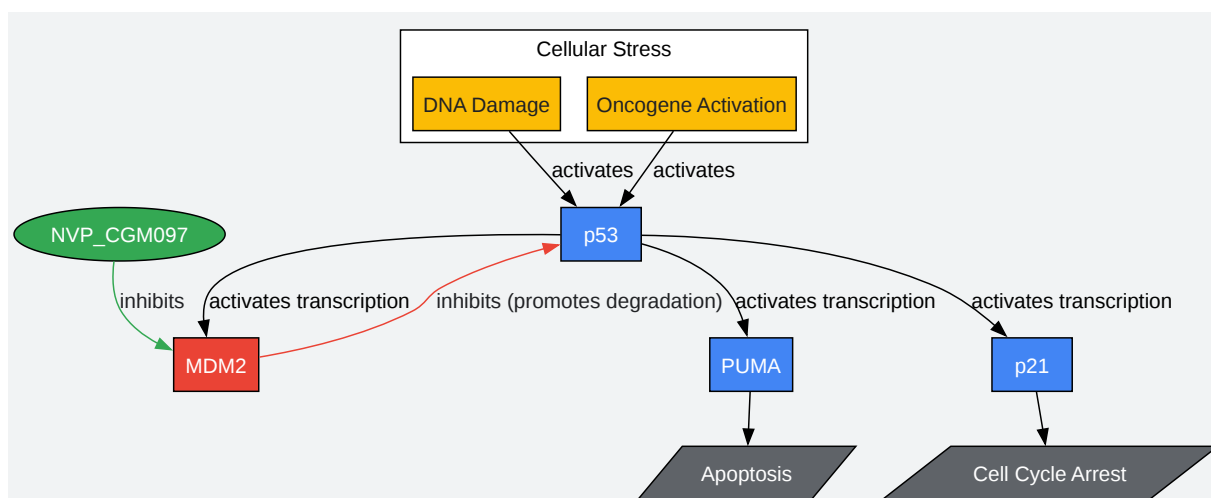 Cellular Stress
DNA Damage
Oncogene Activation
activates
activates
NVP_CGM097
p53
inhibits
activates transcription
inhibits (promotes degradation)
activates transcription
activates transcription
MDM2
PUMA
p21
Apoptosis
Cell Cycle Arrest